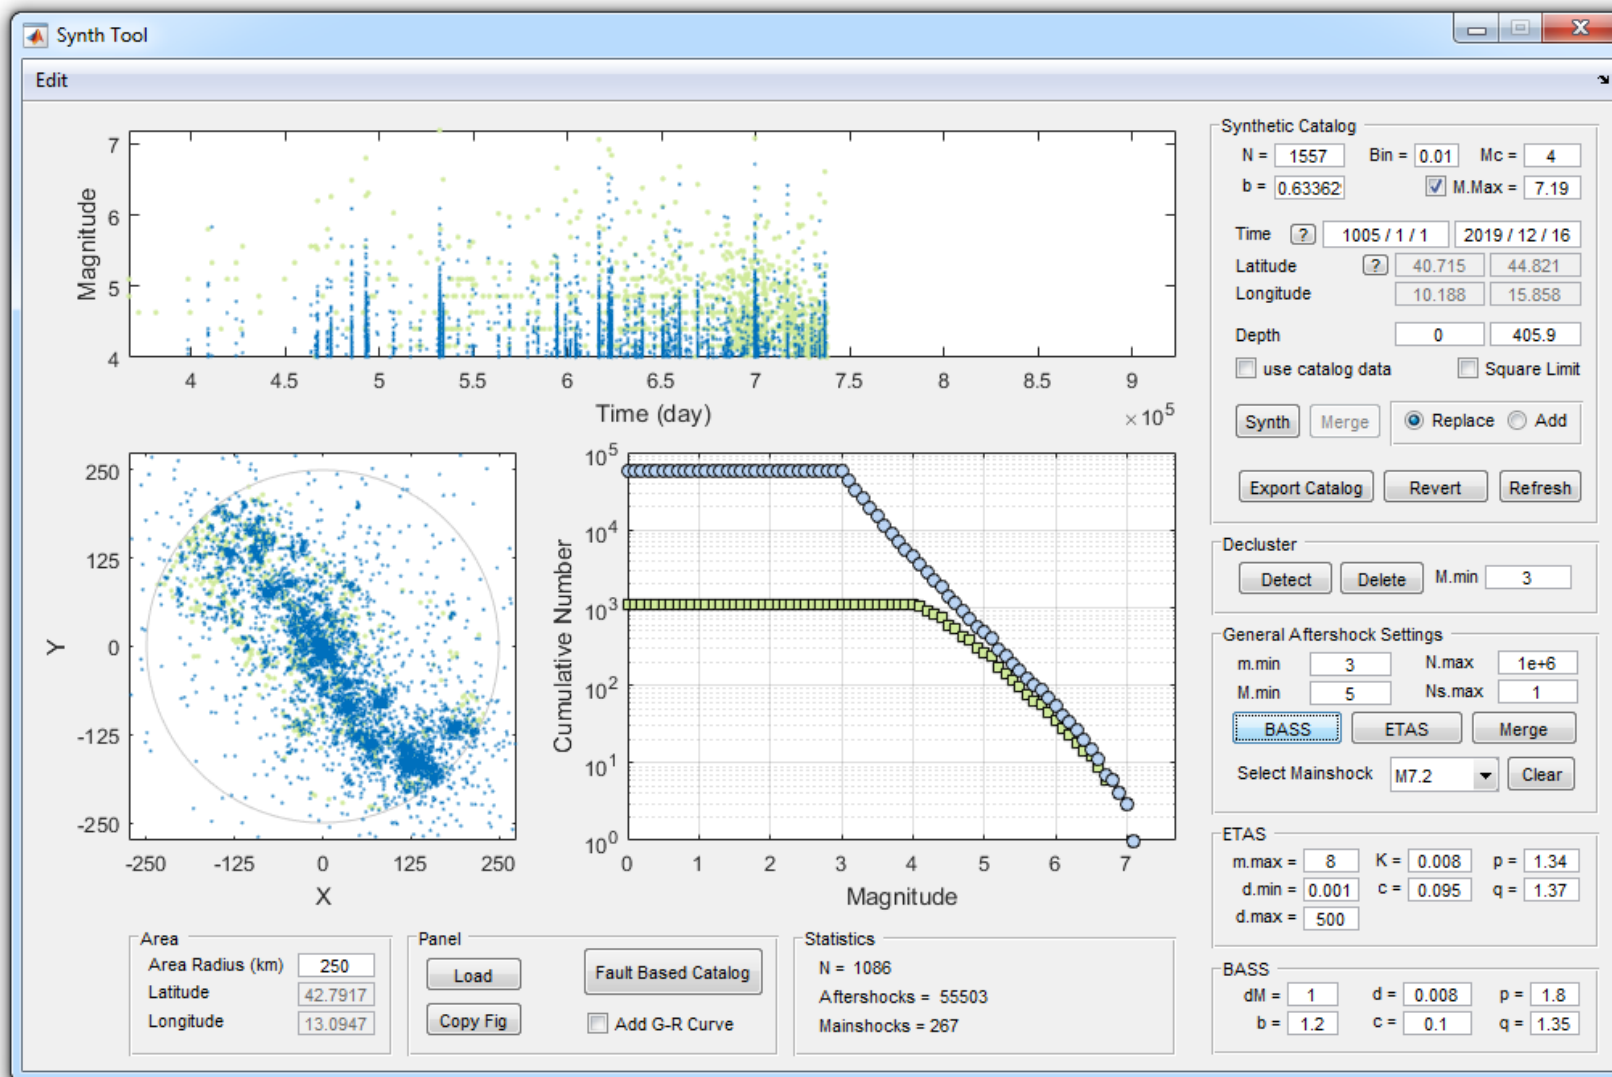 Synth Tool
Edit
Magnitude
7
6
5
4
4 4.5 5 5.5 6 6.5 7 7.5 8 8.5 9
Time (day)
× 10^5
Y
250
125
0
-125
-250
-250 -125 0 125 250
X
Cumulative Number
10^5
10^4
10^3
10^2
10^1
10^0
0 1 2 3 4 5 6 7
Magnitude
Area
Area Radius (km) 250
Latitude 42.7917
Longitude 13.0947
Panel
Load Fault Based Catalog
Copy Fig Add G-R Curve
Statistics
N = 1086
Aftershocks = 55503
Mainshocks = 267
Synthetic Catalog
N = 1557 Bin = 0.01 Mc = 4
b = 0.63362 M.Max = 7.19
Time ? 1005 / 1 / 1 2019 / 12 / 16
Latitude ? 40.715 44.821
Longitude 10.188 15.858
Depth 0 405.9
use catalog data Square Limit
Synth Merge Replace Add
Export Catalog Revert Refresh
Decluster
Detect Delete M.min 3
General Aftershock Settings
m.min 3 N.max 1e+6
M.min 5 Ns.max 1
BASS ETAS Merge
Select Mainshock M7.2 Clear
ETAS
m.max = 8 K = 0.008 p = 1.34
d.min = 0.001 c = 0.095 q = 1.37
d.max = 500
BASS
dM = 1 d = 0.008 p = 1.8
b = 1.2 c = 0.1 q = 1.35